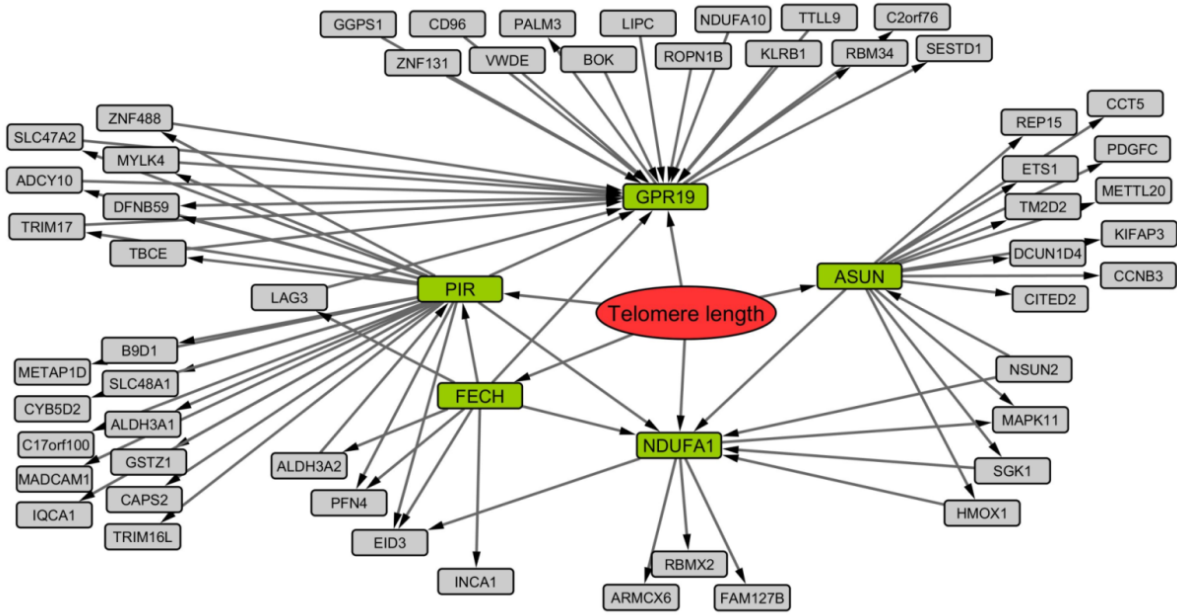 GGPS1
CD96
PALM3
LIPC
NDUFA10
TTLL9
C2orf76
ZNF131
VWDE
BOK
ROPN1B
KLRB1
RBM34
SESTD1
ZNF488
SLC47A2
MYLK4
ADCY10
DFNB59
TRIM17
TBCE
GPR19
REP15
CCT5
ETS1
PDGFC
TM2D2
METTL20
DCUN1D4
KIFAP3
CCNB3
CITED2
ASUN
LAG3
PIR
Telomere length
B9D1
METAP1D
SLC48A1
CYB5D2
ALDH3A1
C17orf100
GSTZ1
MADCAM1
CAPS2
IQCA1
TRIM16L
FECH
NDUFA1
NSUN2
MAPK11
SGK1
HMOX1
ALDH3A2
PFN4
EID3
INCA1
RBMX2
ARMCX6
FAM127B